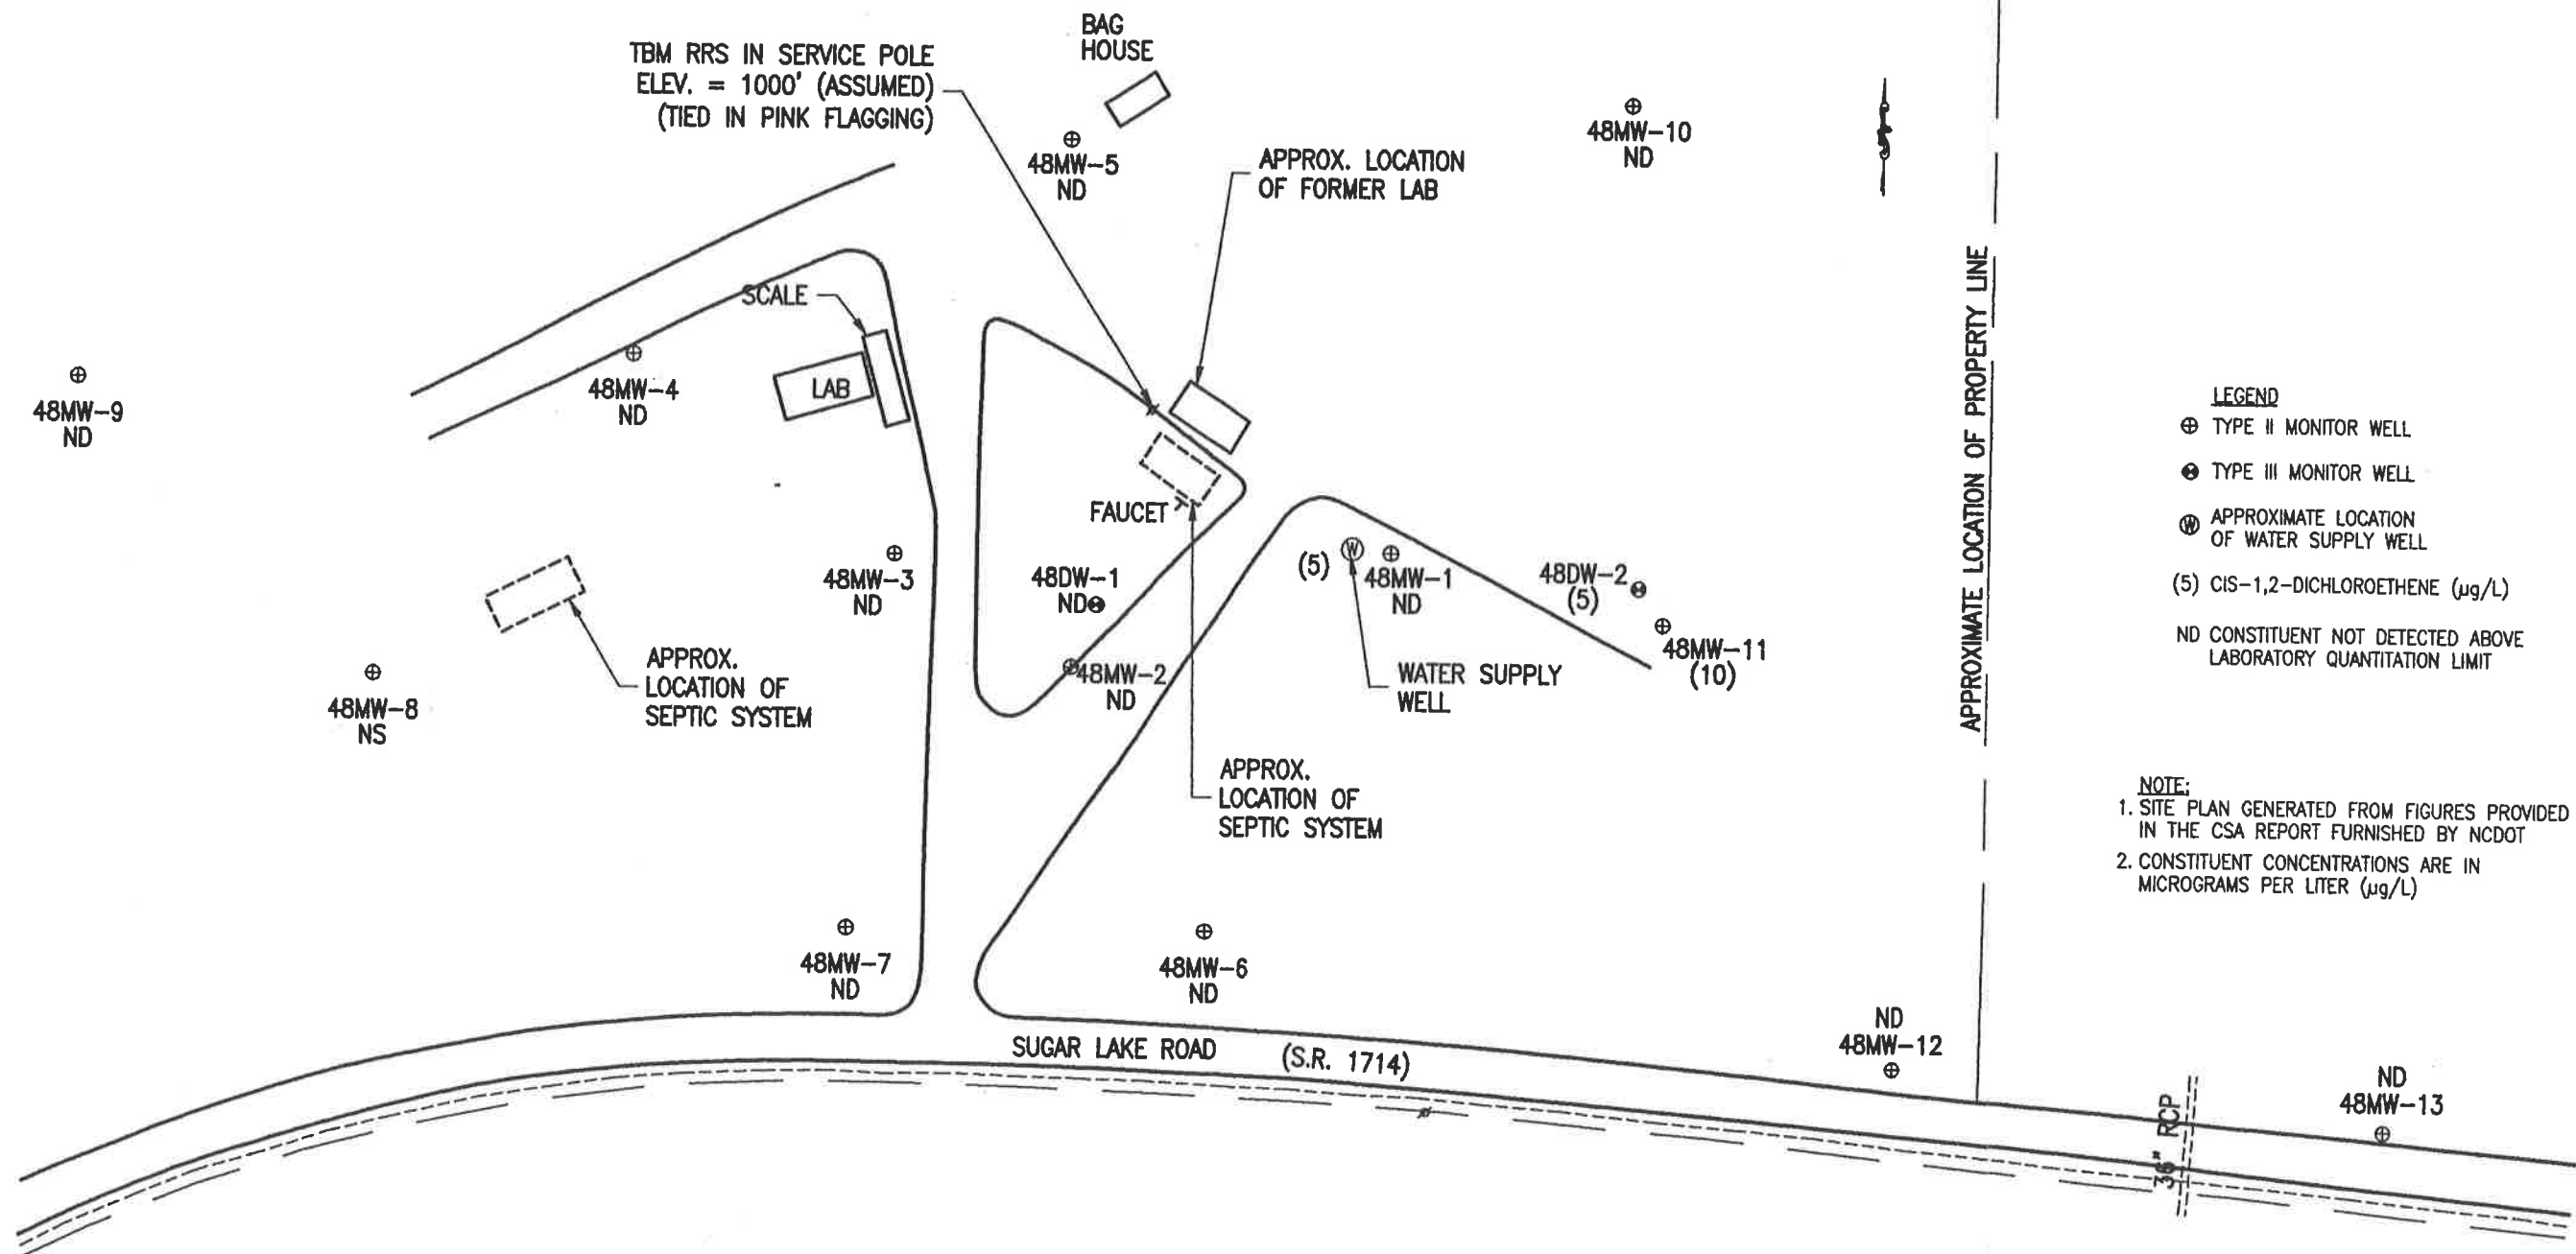 BAG
HOUSE
TBM RRS IN SERVICE POLE
ELEV. = 1000' (ASSUMED)
(TIED IN PINK FLAGGING)
48MW-5
ND
48MW-10
ND
APPROX. LOCATION
OF FORMER LAB
SCALE
LAB
48MW-4
ND
48MW-9
ND
FAUCET
48MW-3
ND
48DW-1
ND
48MW-2
ND
(5)
W
48MW-1
ND
48DW-2
(5)
48MW-11
(10)
WATER SUPPLY
WELL
APPROX.
LOCATION OF
SEPTIC SYSTEM
48MW-8
NS
APPROX.
LOCATION OF
SEPTIC SYSTEM
48MW-7
ND
48MW-6
ND
SUGAR LAKE ROAD (S.R. 1714)
ND
48MW-12
ND
48MW-13
36" RCP
APPROXIMATE LOCATION OF PROPERTY LINE
LEGEND
TYPE II MONITOR WELL
TYPE III MONITOR WELL
W APPROXIMATE LOCATION
OF WATER SUPPLY WELL
(5) CIS-1,2-DICHLOROETHENE (µg/L)
ND CONSTITUENT NOT DETECTED ABOVE
LABORATORY QUANTITATION LIMIT
NOTE:
1. SITE PLAN GENERATED FROM FIGURES PROVIDED
IN THE CSA REPORT FURNISHED BY NCDOT
2. CONSTITUENT CONCENTRATIONS ARE IN
MICROGRAMS PER LITER (µg/L)